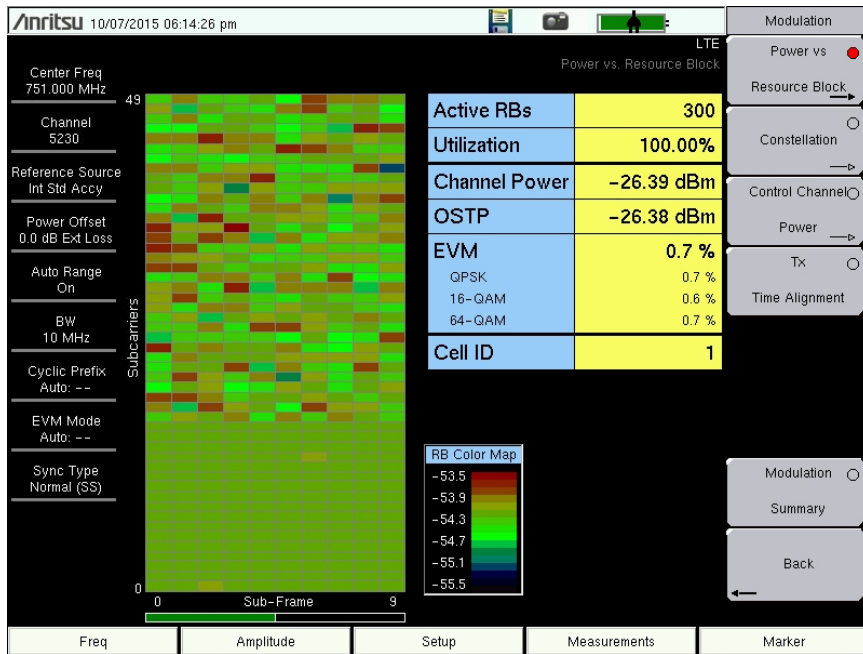 Anritsu 10/07/2015 06:14:26 pm
Modulation
LTE
Power vs. Resource Block
Center Freq
751.000 MHz
Channel
5230
Reference Source
Int Std Accy
Power Offset
0.0 dB Ext Loss
Auto Range
On
BW
10 MHz
Cyclic Prefix
Auto: --
EVM Mode
Auto: --
Sync Type
Normal (SS)
49
Subcarriers
0
0 Sub-Frame 9
Active RBs 300
Utilization 100.00%
Channel Power -26.39 dBm
OSTP -26.38 dBm
EVM 0.7 %
QPSK 0.7 %
16-QAM 0.6 %
64-QAM 0.7 %
Cell ID 1
RB Color Map
-53.5
-53.9
-54.3
-54.7
-55.1
-55.5
Power vs
Resource Block
Constellation
Control Channel
Power
Tx
Time Alignment
Modulation
Summary
Back
Freq Amplitude Setup Measurements Marker